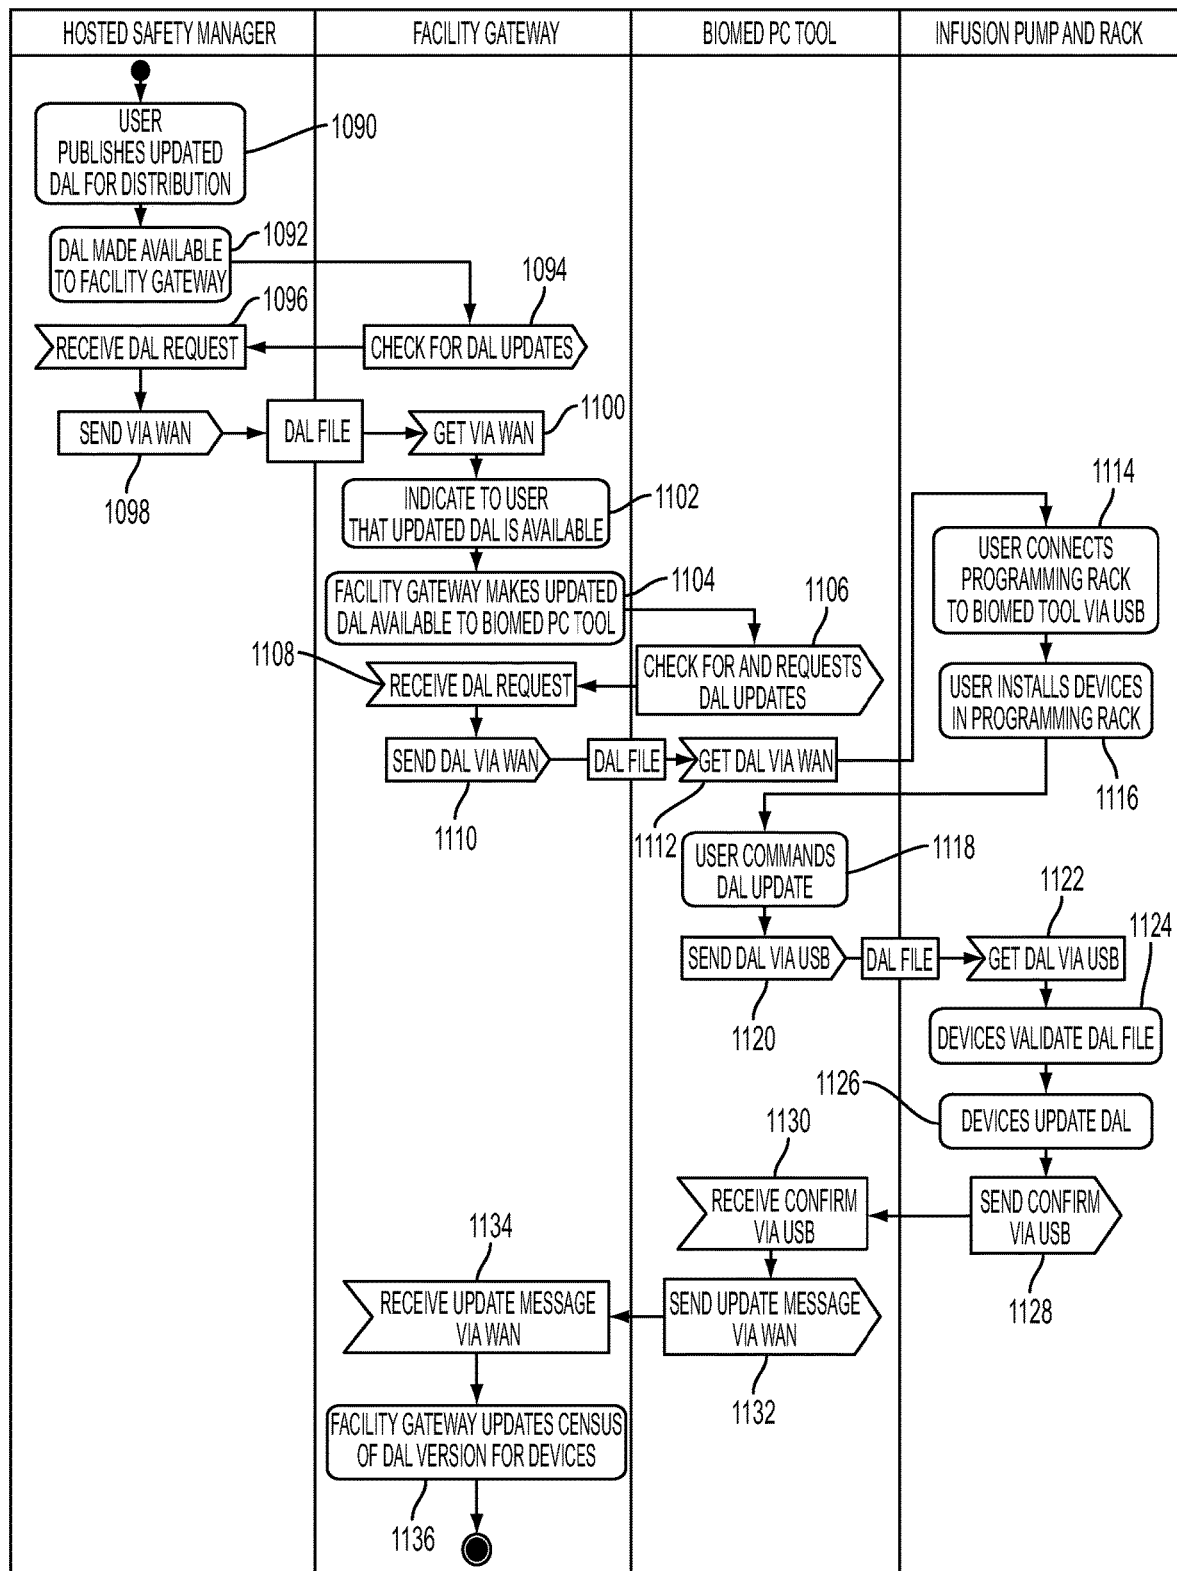 HOSTED SAFETY MANAGER
FACILITY GATEWAY
BIOMED PC TOOL
INFUSION PUMP AND RACK
USER
PUBLISHES UPDATED
DAL FOR DISTRIBUTION
1090
DAL MADE AVAILABLE
TO FACILITY GATEWAY
1092
1094
1096
RECEIVE DAL REQUEST
CHECK FOR DAL UPDATES
SEND VIA WAN
1098
DAL FILE
GET VIA WAN
1100
INDICATE TO USER
THAT UPDATED DAL IS AVAILABLE
1102
FACILITY GATEWAY MAKES UPDATED
DAL AVAILABLE TO BIOMED PC TOOL
1104
1106
CHECK FOR AND REQUESTS
DAL UPDATES
1108
RECEIVE DAL REQUEST
SEND DAL VIA WAN
1110
DAL FILE
GET DAL VIA WAN
1112
1114
USER CONNECTS
PROGRAMMING RACK
TO BIOMED TOOL VIA USB
USER INSTALLS DEVICES
IN PROGRAMMING RACK
1116
USER COMMANDS
DAL UPDATE
1118
SEND DAL VIA USB
1120
DAL FILE
1122
GET DAL VIA USB
1124
DEVICES VALIDATE DAL FILE
1126
DEVICES UPDATE DAL
SEND CONFIRM
VIA USB
1128
1130
RECEIVE CONFIRM
VIA USB
SEND UPDATE MESSAGE
VIA WAN
1132
1134
RECEIVE UPDATE MESSAGE
VIA WAN
FACILITY GATEWAY UPDATES CENSUS
OF DAL VERSION FOR DEVICES
1136